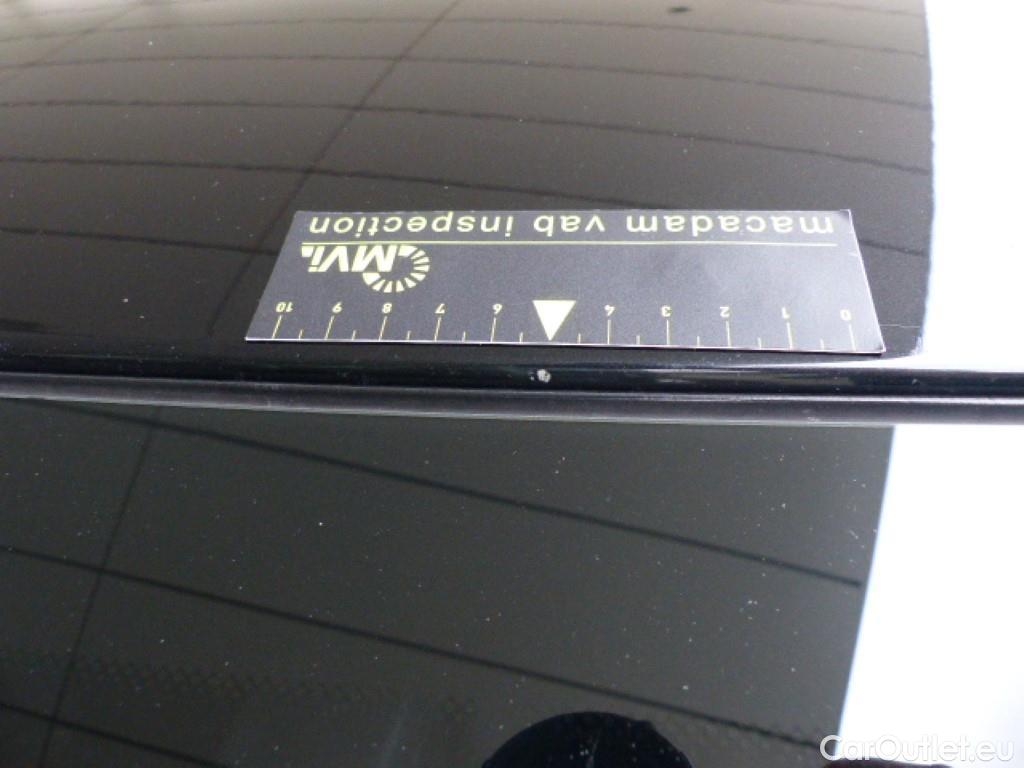 macadam vab inspection
MVi
10 9 8 7 6 4 3 2 1 0
CarOutlet.eu